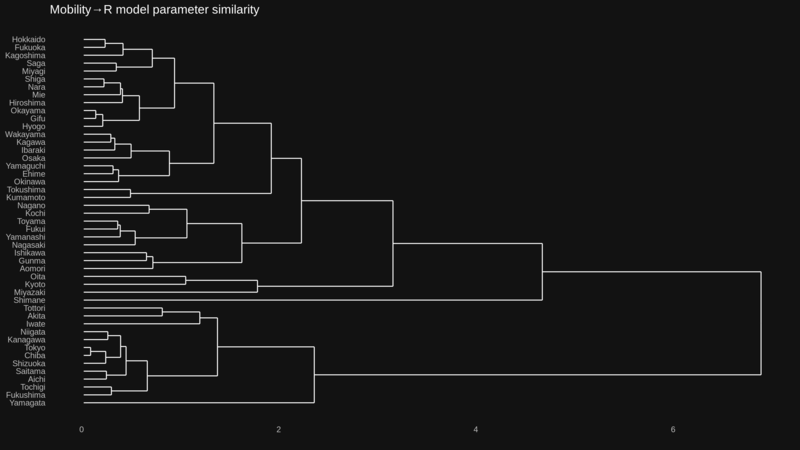 Mobility→R model parameter similarity
Hokkaido
Fukuoka
Kagoshima
Saga
Miyagi
Shiga
Nara
Mie
Hiroshima
Okayama
Gifu
Hyogo
Wakayama
Kagawa
Ibaraki
Osaka
Yamaguchi
Ehime
Okinawa
Tokushima
Kumamoto
Nagano
Kochi
Toyama
Fukui
Yamanashi
Nagasaki
Ishikawa
Gunma
Aomori
Oita
Kyoto
Miyazaki
Shimane
Tottori
Akita
Iwate
Niigata
Kanagawa
Tokyo
Chiba
Shizuoka
Saitama
Aichi
Tochigi
Fukushima
Yamagata
0 2 4 6